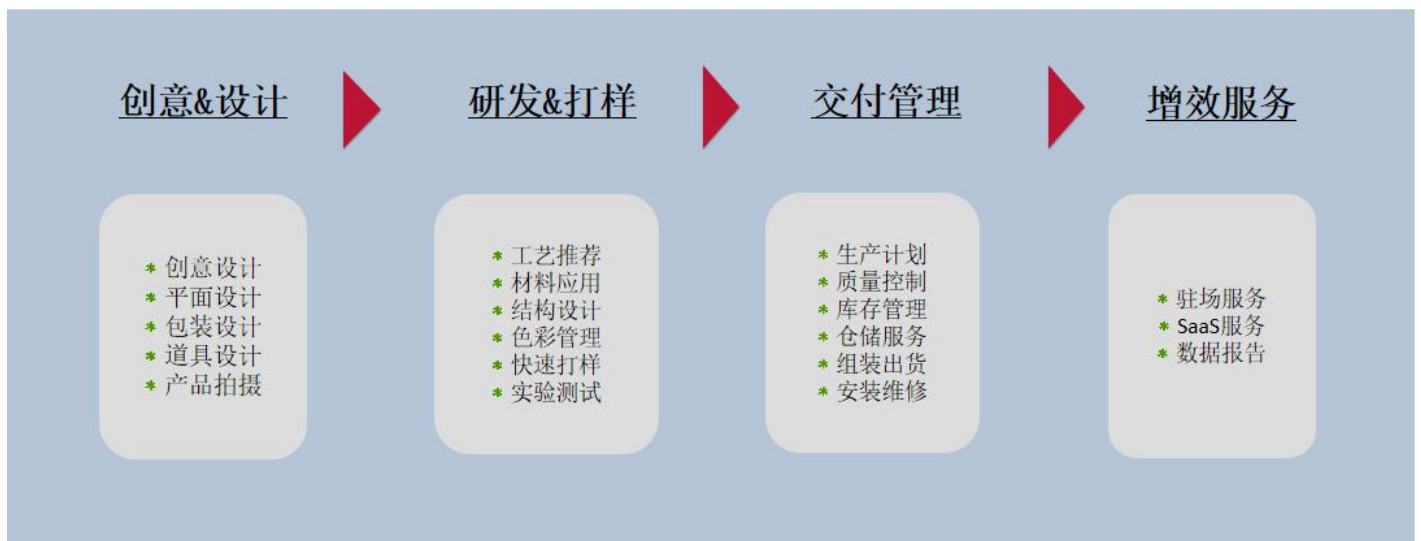 创意&设计
研发&打样
交付管理
增效服务
* 创意设计
* 平面设计
* 包装设计
* 道具设计
* 产品拍摄
* 工艺推荐
* 材料应用
* 结构设计
* 色彩管理
* 快速打样
* 实验测试
* 生产计划
* 质量控制
* 库存管理
* 仓储服务
* 组装出货
* 安装维修
* 驻场服务
* SaaS服务
* 数据报告